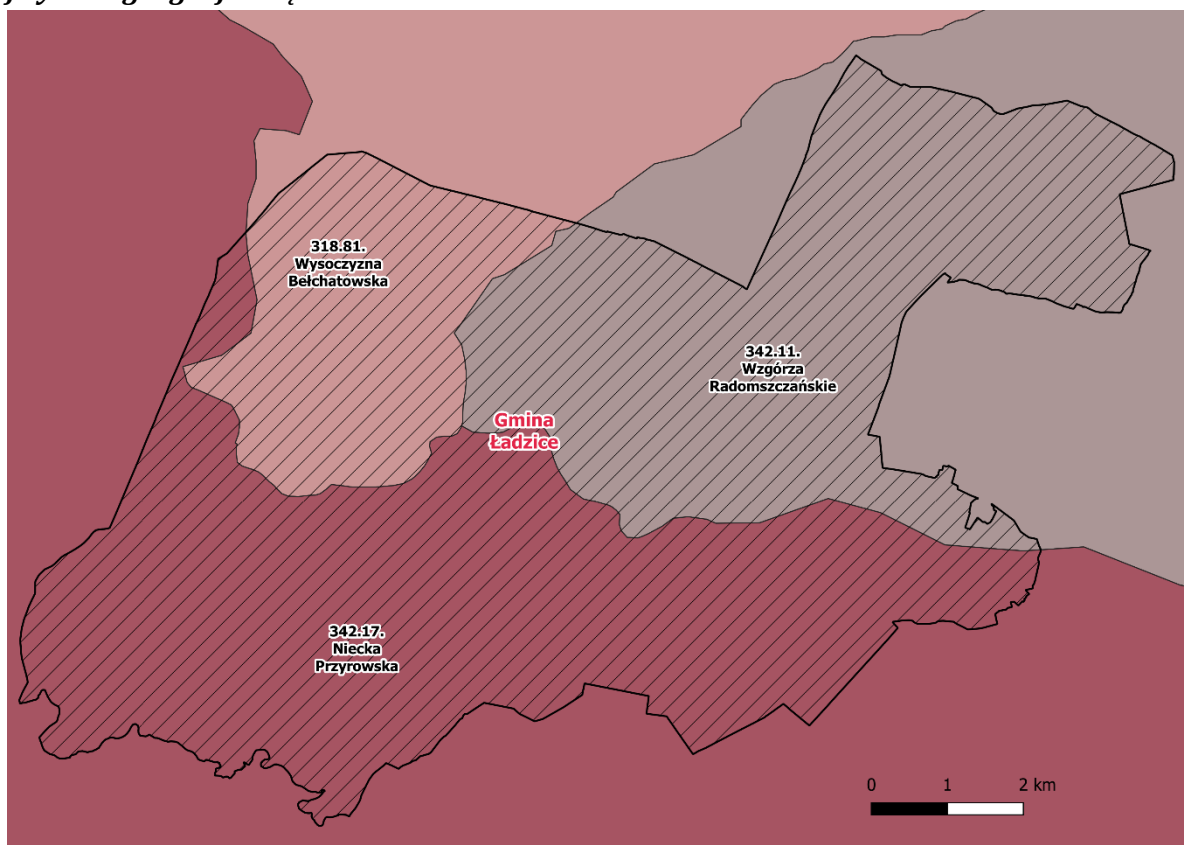 318.81.
Wysoczyzna
Bełchatowska
342.11.
Wzgórza
Radomszczańskie
Gmina
Ładzice
342.17.
Niecka
Przyrowska
0 1 2 km